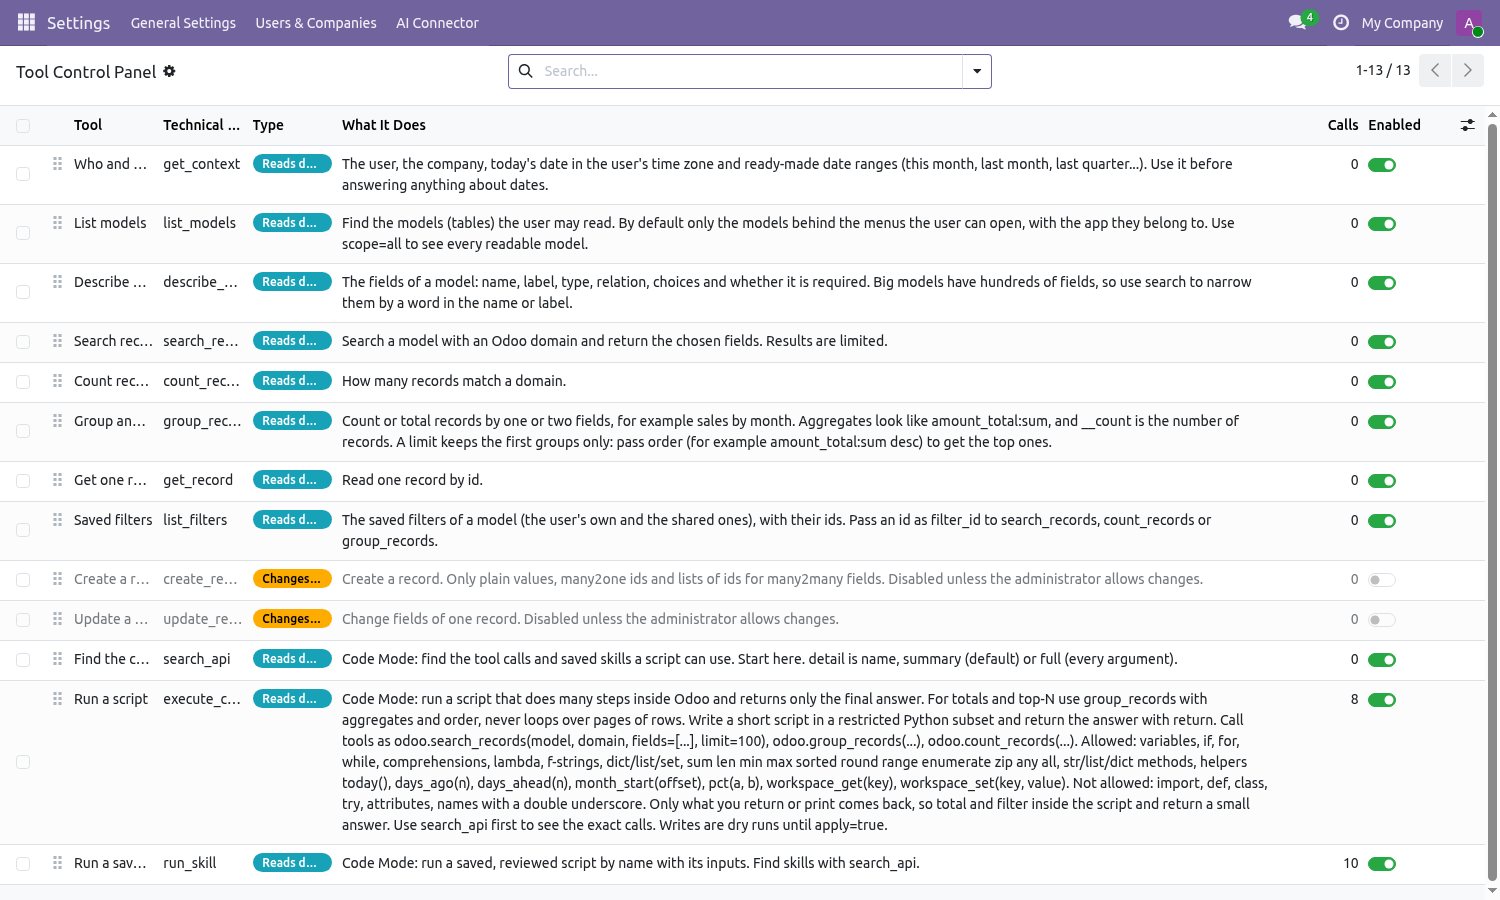 Settings General Settings Users & Companies AI Connector 4 My Company A
Tool Control Panel Search... 1-13 / 13
Tool Technical ... Type What It Does Calls Enabled
Who and ... get_context Reads d... The user, the company, today's date in the user's time zone and ready-made date ranges (this month, last month, last quarter...). Use it before 0
answering anything about dates.
List models list_models Reads d... Find the models (tables) the user may read. By default only the models behind the menus the user can open, with the app they belong to. Use 0
scope=all to see every readable model.
Describe ... describe_... Reads d... The fields of a model: name, label, type, relation, choices and whether it is required. Big models have hundreds of fields, so use search to narrow 0
them by a word in the name or label.
Search rec... search_re... Reads d... Search a model with an Odoo domain and return the chosen fields. Results are limited. 0
Count rec... count_rec... Reads d... How many records match a domain. 0
Group an... group_rec... Reads d... Count or total records by one or two fields, for example sales by month. Aggregates look like amount_total:sum, and __count is the number of 0
records. A limit keeps the first groups only: pass order (for example amount_total:sum desc) to get the top ones.
Get one r... get_record Reads d... Read one record by id. 0
Saved filters list_filters Reads d... The saved filters of a model (the user's own and the shared ones), with their ids. Pass an id as filter_id to search_records, count_records or 0
group_records.
Create a r... create_re... Changes... Create a record. Only plain values, many2one ids and lists of ids for many2many fields. Disabled unless the administrator allows changes. 0
Update a ... update_re... Changes... Change fields of one record. Disabled unless the administrator allows changes. 0
Find the c... search_api Reads d... Code Mode: find the tool calls and saved skills a script can use. Start here. detail is name, summary (default) or full (every argument). 0
Run a script execute_c... Reads d... Code Mode: run a script that does many steps inside Odoo and returns only the final answer. For totals and top-N use group_records with 8
aggregates and order, never loops over pages of rows. Write a short script in a restricted Python subset and return the answer with return. Call
tools as odoo.search_records(model, domain, fields=[...], limit=100), odoo.group_records(...), odoo.count_records(...). Allowed: variables, if, for,
while, comprehensions, lambda, f-strings, dict/list/set, sum len min max sorted round range enumerate zip any all, str/list/dict methods, helpers
today(), days_ago(n), days_ahead(n), month_start(offset), pct(a, b), workspace_get(key), workspace_set(key, value). Not allowed: import, def, class,
try, attributes, names with a double underscore. Only what you return or print comes back, so total and filter inside the script and return a small
answer. Use search_api first to see the exact calls. Writes are dry runs until apply=true.
Run a sav... run_skill Reads d... Code Mode: run a saved, reviewed script by name with its inputs. Find skills with search_api. 10